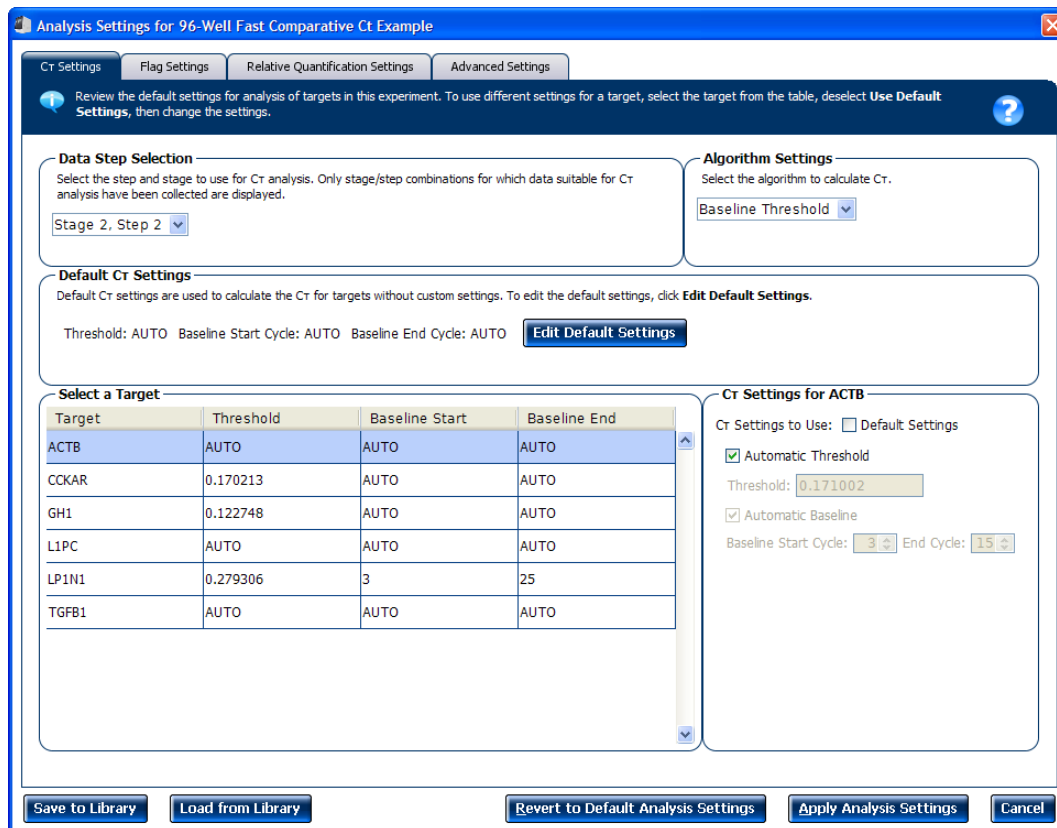 Analysis Settings for 96-Well Fast Comparative Ct Example
CT Settings
Flag Settings
Relative Quantification Settings
Advanced Settings
Review the default settings for analysis of targets in this experiment. To use different settings for a target, select the target from the table, deselect Use Default
Settings, then change the settings.
?
Data Step Selection
Select the step and stage to use for CT analysis. Only stage/step combinations for which data suitable for CT
analysis have been collected are displayed.
Stage 2, Step 2
Algorithm Settings
Select the algorithm to calculate CT.
Baseline Threshold
Default CT Settings
Default CT settings are used to calculate the CT for targets without custom settings. To edit the default settings, click Edit Default Settings.
Threshold: AUTO Baseline Start Cycle: AUTO Baseline End Cycle: AUTO
Edit Default Settings
Select a Target
Target Threshold Baseline Start Baseline End
ACTB AUTO AUTO AUTO
CCKAR 0.170213 AUTO AUTO
GH1 0.122748 AUTO AUTO
L1PC AUTO AUTO AUTO
LP1N1 0.279306 3 25
TGFB1 AUTO AUTO AUTO
CT Settings for ACTB
CT Settings to Use: Default Settings
Automatic Threshold
Threshold: 0.171002
Automatic Baseline
Baseline Start Cycle: 3 End Cycle: 15
Save to Library
Load from Library
Revert to Default Analysis Settings
Apply Analysis Settings
Cancel